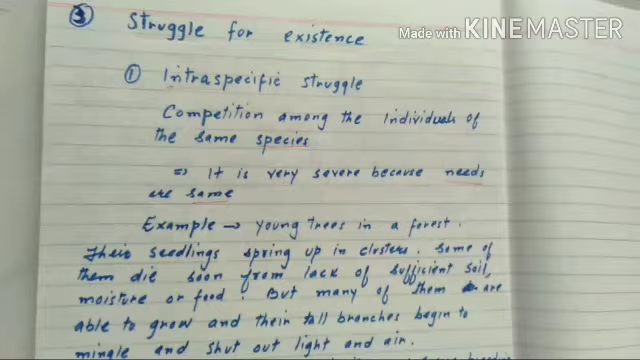 ③ Struggle for existence
Made with KINEMASTER
① Intraspecific struggle
Competition among the individuals of
the same species
⇒ It is very severe because needs
are same
Example → young trees in a forest.
Their seedlings spring up in clusters. Some of
them die soon from lack of sufficient soil,
moisture or food. But many of them are
able to grow and their tall branches begin to
mingle and shut out light and air.